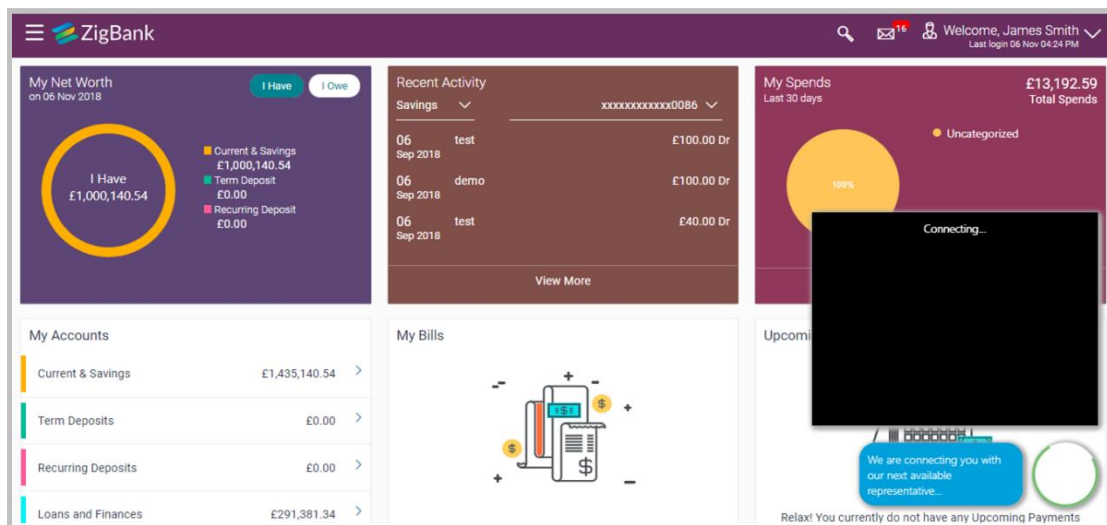 ZigBank
16
Welcome, James Smith
Last login 06 Nov 04:24 PM
My Net Worth
on 06 Nov 2018
I Have
I Owe
I Have
£1,000,140.54
Current & Savings
£1,000,140.54
Term Deposit
£0.00
Recurring Deposit
£0.00
Recent Activity
Savings
xxxxxxxxxxxx0086
06 test £100.00 Dr
Sep 2018
06 demo £100.00 Dr
Sep 2018
06 test £40.00 Dr
Sep 2018
View More
My Spends £13,192.59
Last 30 days Total Spends
Uncategorized
100%
Connecting...
My Accounts
Current & Savings £1,435,140.54
Term Deposits £0.00
Recurring Deposits £0.00
Loans and Finances £291,381.34
My Bills
$
$
$
$
Upcomi
We are connecting you with
our next available
representative...
Relax! You currently do not have any Upcoming Payments